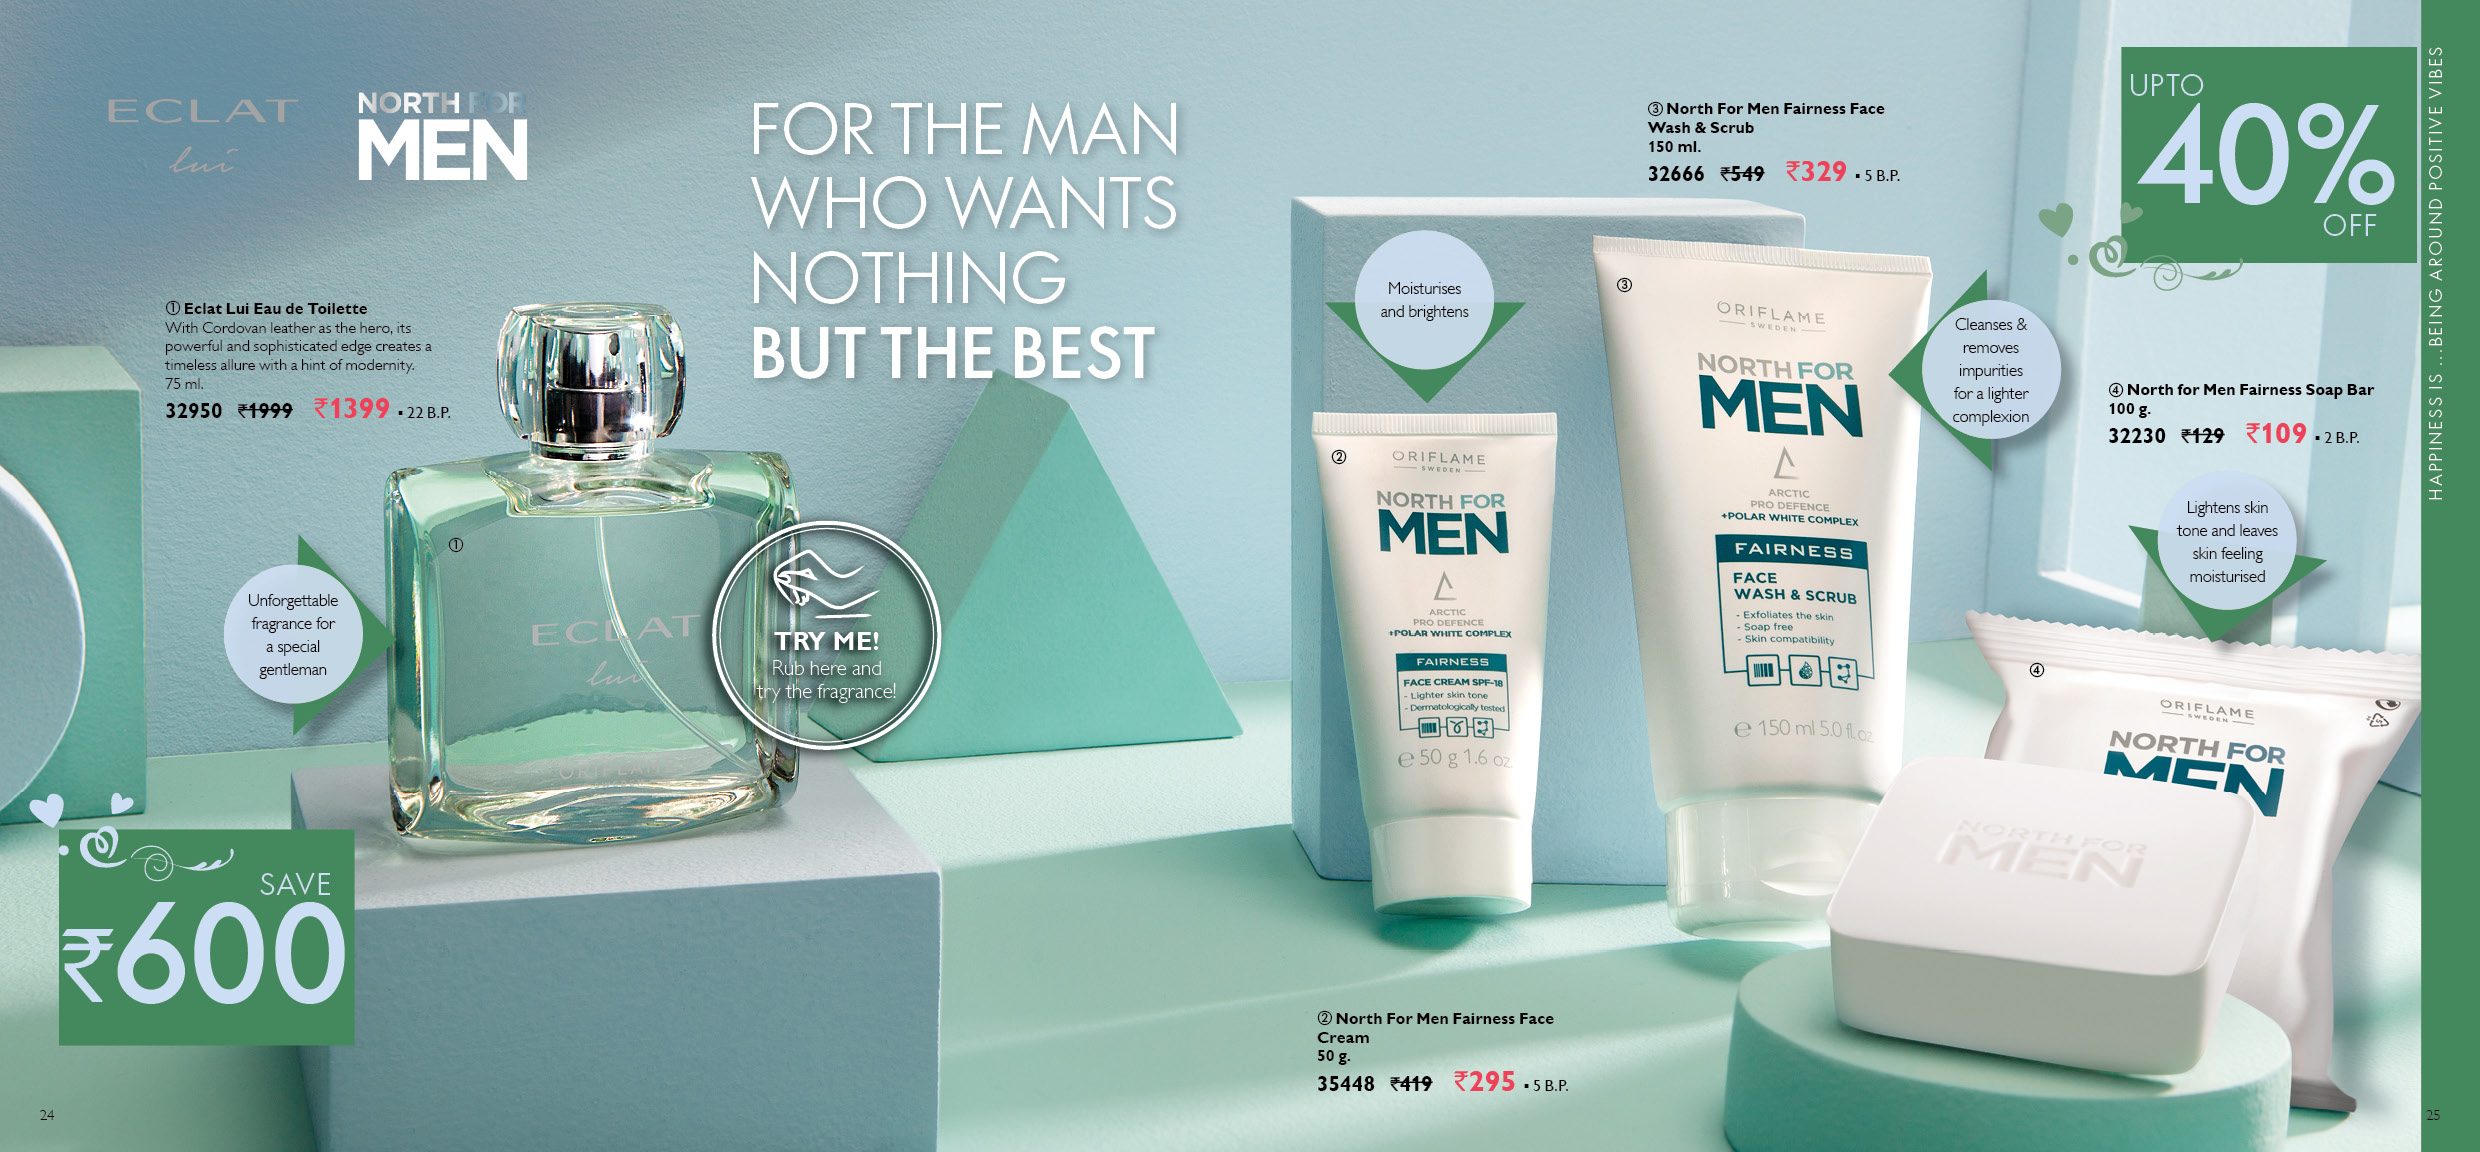 ECLAT
lui
NORTH FOR
MEN
FOR THE MAN
WHO WANTS
NOTHING
BUT THE BEST
① Eclat Lui Eau de Toilette
With Cordovan leather as the hero, its
powerful and sophisticated edge creates a
timeless allure with a hint of modernity.
75 ml.
32950 ₹1999 ₹1399 ▪ 22 B.P.
①
Unforgettable
fragrance for
a special
gentleman
ECLAT
lui
ORIFLAME
TRY ME!
Rub here and
try the fragrance!
SAVE
₹600
24
③ North For Men Fairness Face
Wash & Scrub
150 ml.
32666 ₹549 ₹329 ▪ 5 B.P.
UPTO
40%
OFF
HAPPINESS IS ...BEING AROUND POSITIVE VIBES
Moisturises
and brightens
②
ORIFLAME
SWEDEN
NORTH FOR
MEN
ARCTIC
PRO DEFENCE
+POLAR WHITE COMPLEX
FAIRNESS
FACE CREAM SPF-18
- Lighter skin tone
- Dermatologically tested
℮ 50 g 1.6 oz.
③
ORIFLAME
SWEDEN
NORTH FOR
MEN
ARCTIC
PRO DEFENCE
+POLAR WHITE COMPLEX
FAIRNESS
FACE
WASH & SCRUB
- Exfoliates the skin
- Soap free
- Skin compatibility
℮ 150 ml 5.0 fl.oz.
Cleanses &
removes
impurities
for a lighter
complexion
④ North for Men Fairness Soap Bar
100 g.
32230 ₹129 ₹109 ▪ 2 B.P.
Lightens skin
tone and leaves
skin feeling
moisturised
④
ORIFLAME
SWEDEN
NORTH FOR
MEN
NORTH FOR
MEN
② North For Men Fairness Face
Cream
50 g.
35448 ₹419 ₹295 ▪ 5 B.P.
25